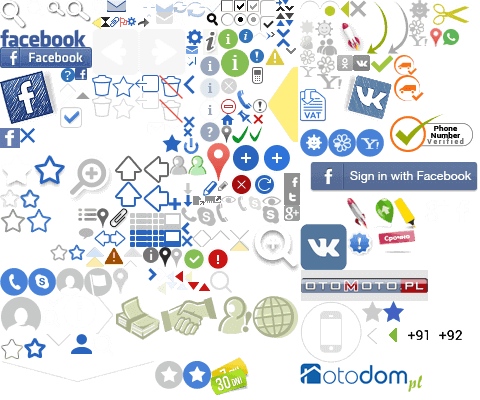 facebook
Facebook
VAT
Phone
Number
Verified
Sign in with Facebook
Срочно
OTOMOTO.PL
+91 +92
30
DNI
otodom.pl